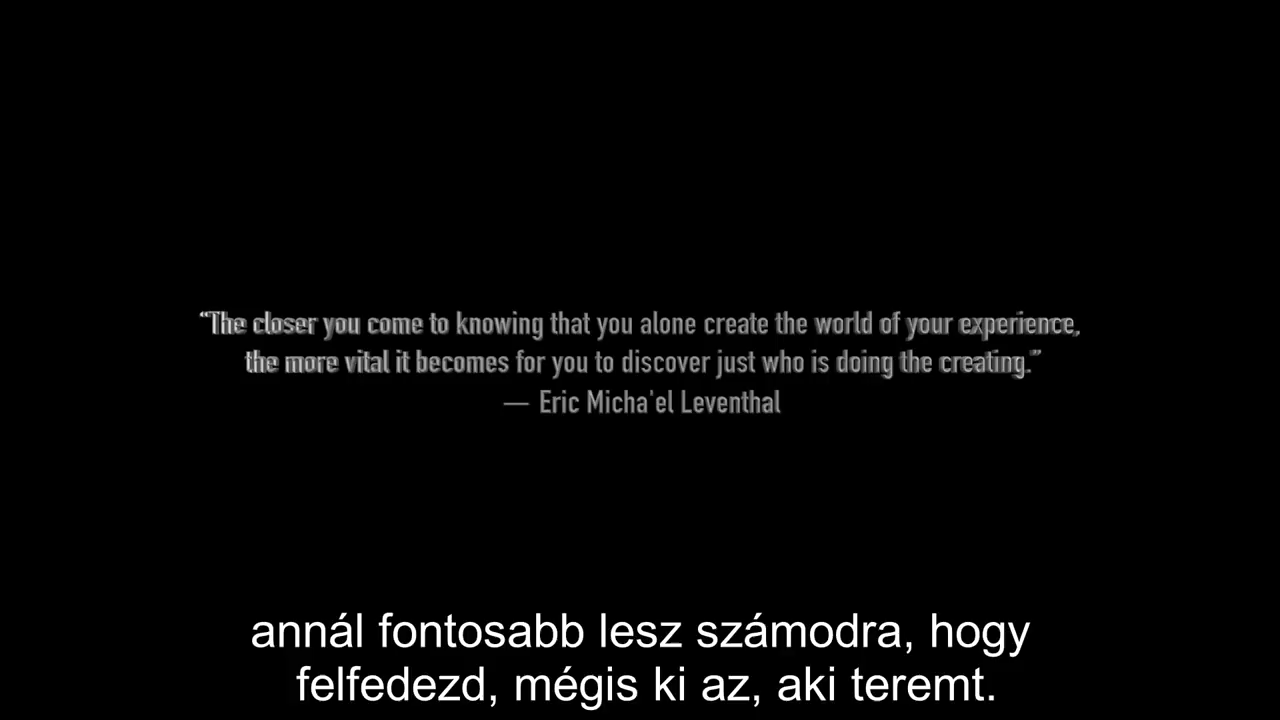 “The closer you come to knowing that you alone create the world of your experience,
the more vital it becomes for you to discover just who is doing the creating.”
— Eric Micha'el Leventhal
annál fontosabb lesz számodra, hogy
felfedezd, mégis ki az, aki teremt.